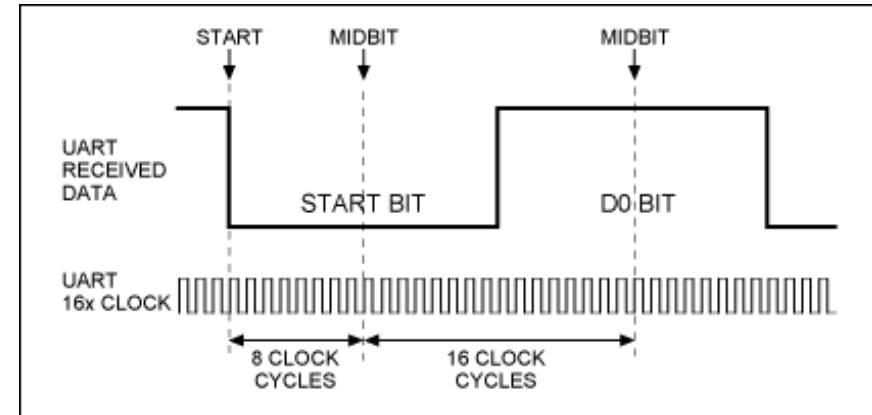 START
MIDBIT
MIDBIT
UART
RECEIVED
DATA
START BIT
D0 BIT
UART
16x CLOCK
8 CLOCK
CYCLES
16 CLOCK
CYCLES